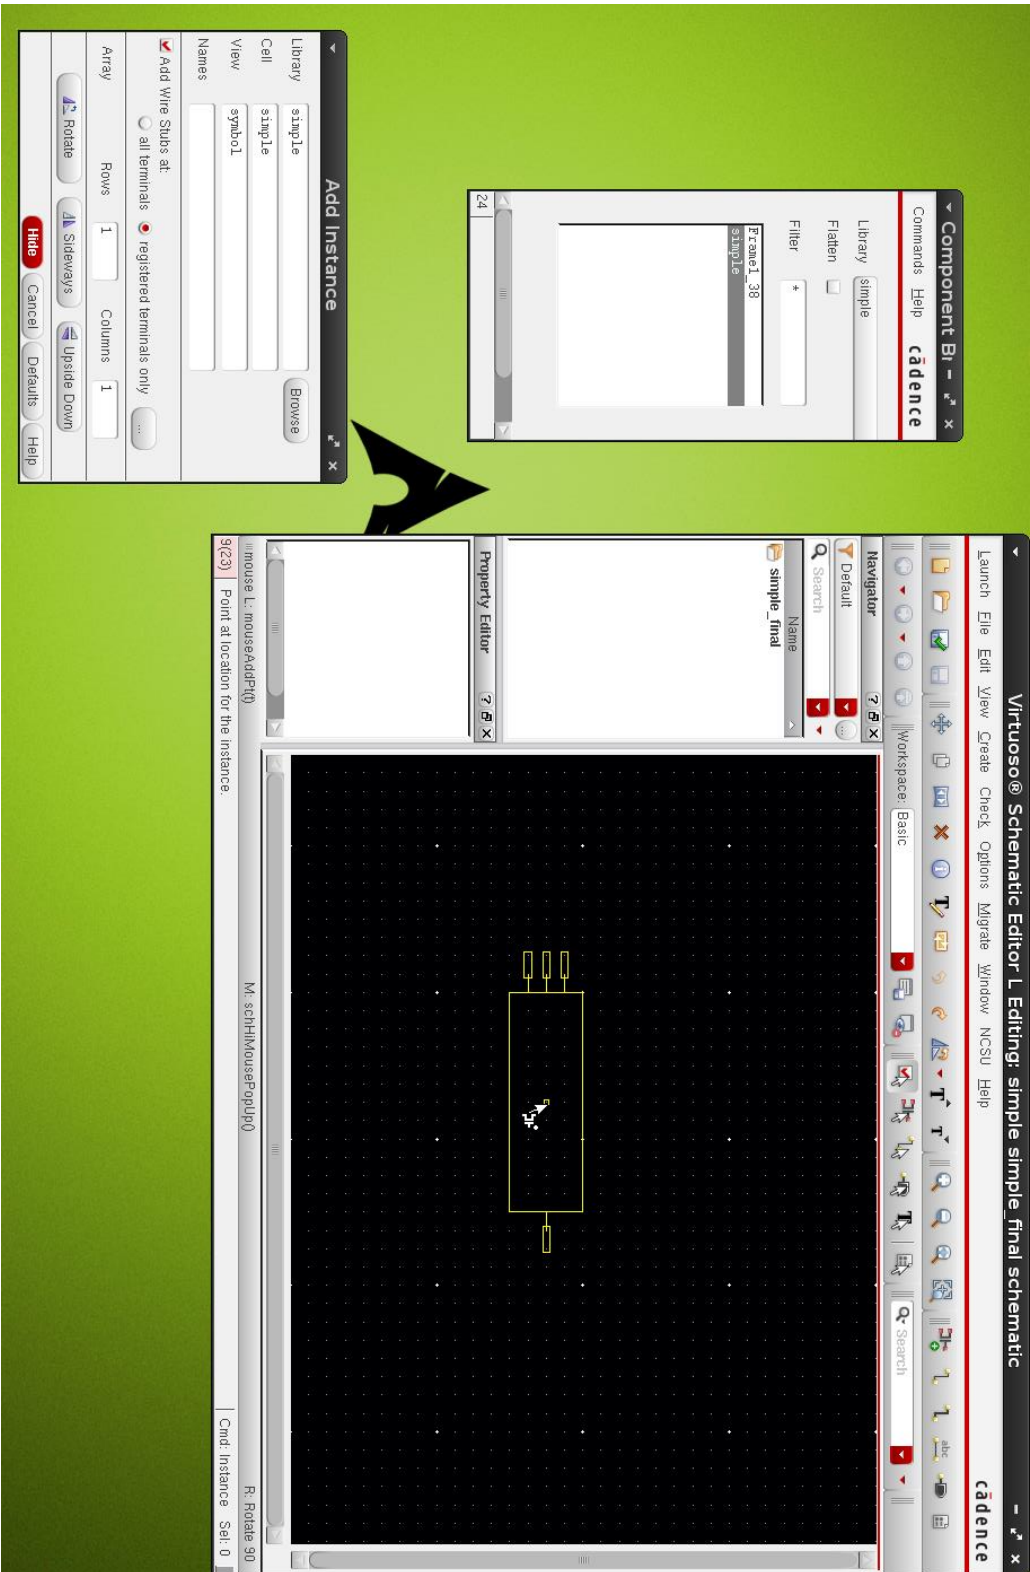 Virtuoso® Schematic Editor L Editing: simple simple_final schematic
Launch File Edit View Create Check Options Migrate Window NCSU Help
cādence
Workspace: Basic
Search
Navigator
Default
Search
Name
simple_final
Property Editor
mouse L: mouseAddPt(t)
M: schHiMousePopUp()
R: Rotate 90
9(23)
Point at location for the instance.
Cmd: Instance
Sel: 0
Component Br
Commands Help
cādence
Library simple
Flatten
Filter *
Frame1_38
simple
24
Add Instance
Library simple
Browse
Cell simple
View symbol
Names
Add Wire Stubs at:
all terminals registered terminals only
...
Array Rows 1 Columns 1
Rotate Sideways Upside Down
Hide Cancel Defaults Help